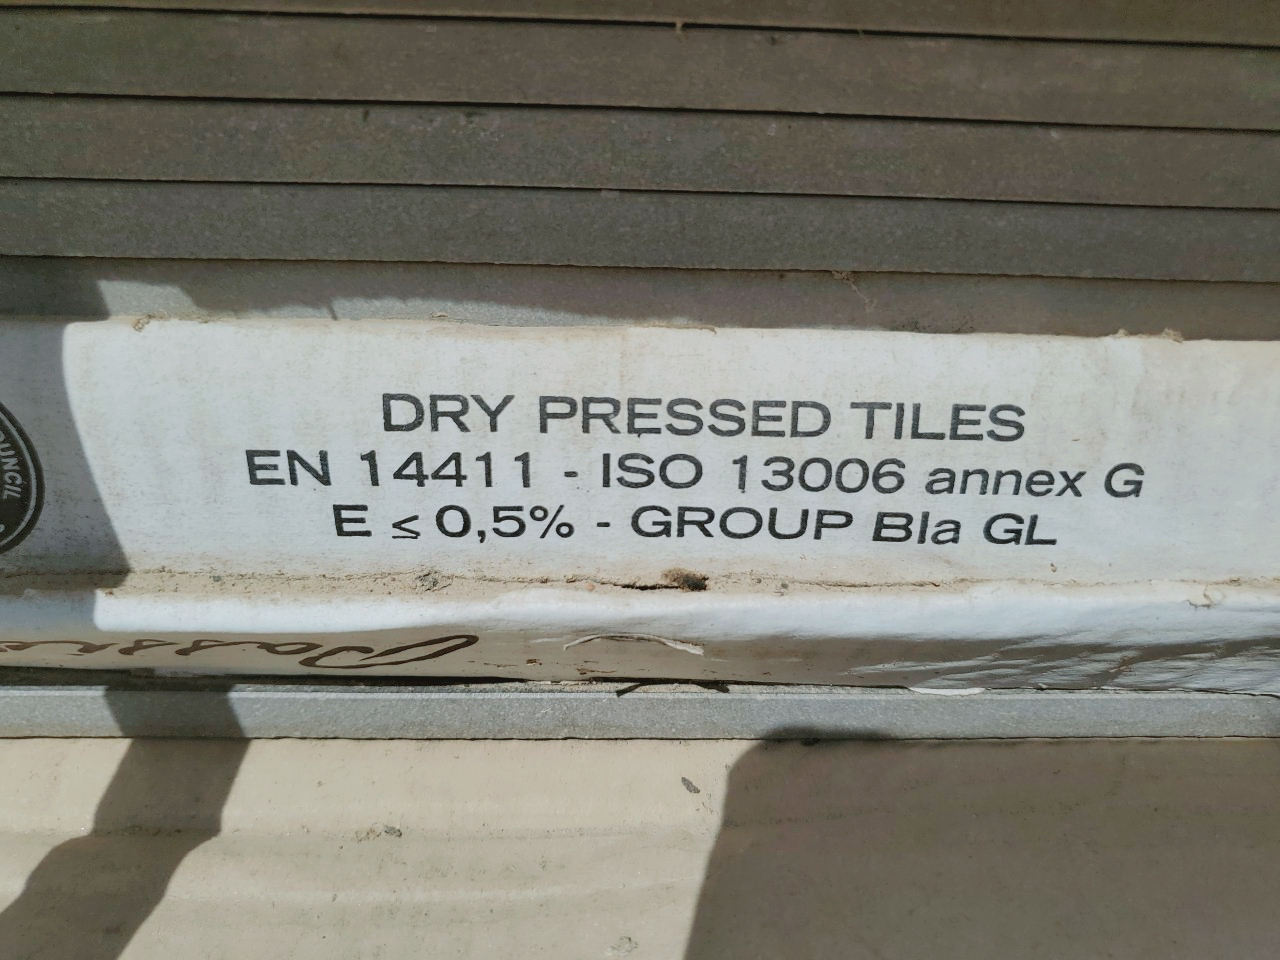 DRY PRESSED TILES
EN 14411 - ISO 13006 annex G
E ≤ 0,5% - GROUP BIa GL